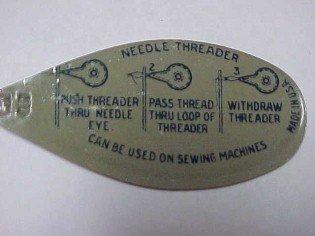 NEEDLE THREADER
1
PUSH THREADER
THRU NEEDLE
EYE.
2
PASS THREAD
THRU LOOP OF
THREADER
3
WITHDRAW
THREADER
CAN BE USED ON SEWING MACHINES
MADE IN U.S.A.